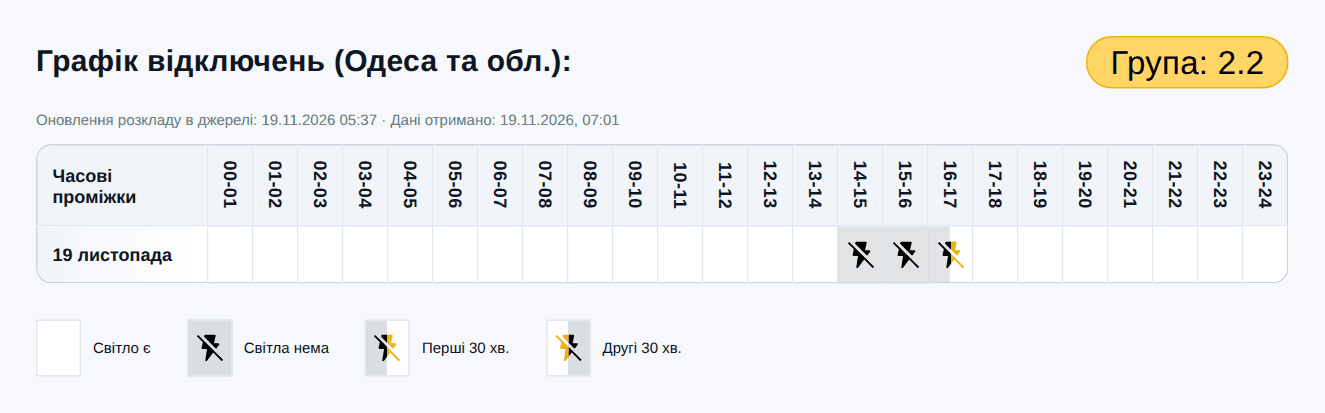 Графік відключень (Одеса та обл.):
Група: 2.2
Оновлення розкладу в джерелі: 19.11.2026 05:37 · Дані отримано: 19.11.2026, 07:01
Часові
проміжки
00-01
01-02
02-03
03-04
04-05
05-06
06-07
07-08
08-09
09-10
10-11
11-12
12-13
13-14
14-15
15-16
16-17
17-18
18-19
19-20
20-21
21-22
22-23
23-24
19 листопада
Світло є
Світла нема
Перші 30 хв.
Другі 30 хв.